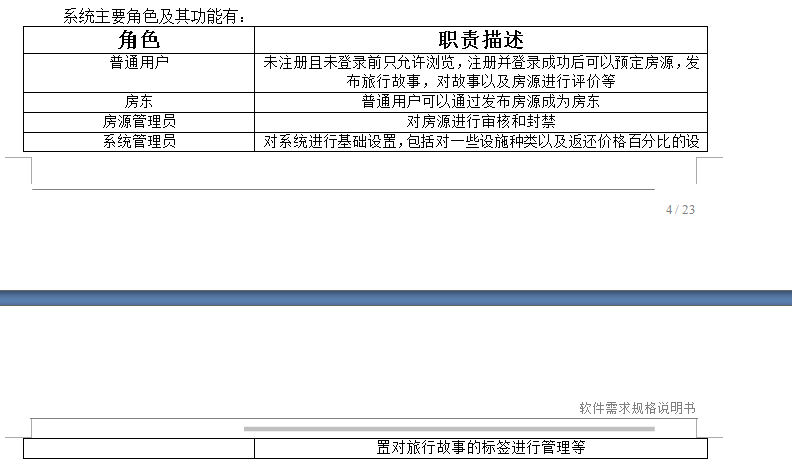 系统主要角色及其功能有：
角色 职责描述
普通用户 未注册且未登录前只允许浏览，注册并登录成功后可以预定房源，发
布旅行故事，对故事以及房源进行评价等
房东 普通用户可以通过发布房源成为房东
房源管理员 对房源进行审核和封禁
系统管理员 对系统进行基础设置，包括对一些设施种类以及返还价格百分比的设
4 / 23
软件需求规格说明书
置对旅行故事的标签进行管理等